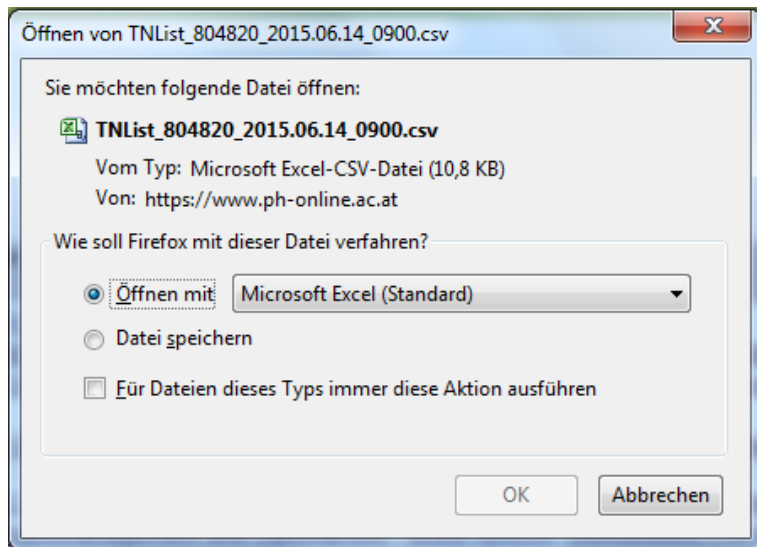 Öffnen von TNList_804820_2015.06.14_0900.csv
Sie möchten folgende Datei öffnen:
TNList_804820_2015.06.14_0900.csv
Vom Typ: Microsoft Excel-CSV-Datei (10,8 KB)
Von: https://www.ph-online.ac.at
Wie soll Firefox mit dieser Datei verfahren?
Öffnen mit Microsoft Excel (Standard)
Datei speichern
Für Dateien dieses Typs immer diese Aktion ausführen
OK Abbrechen